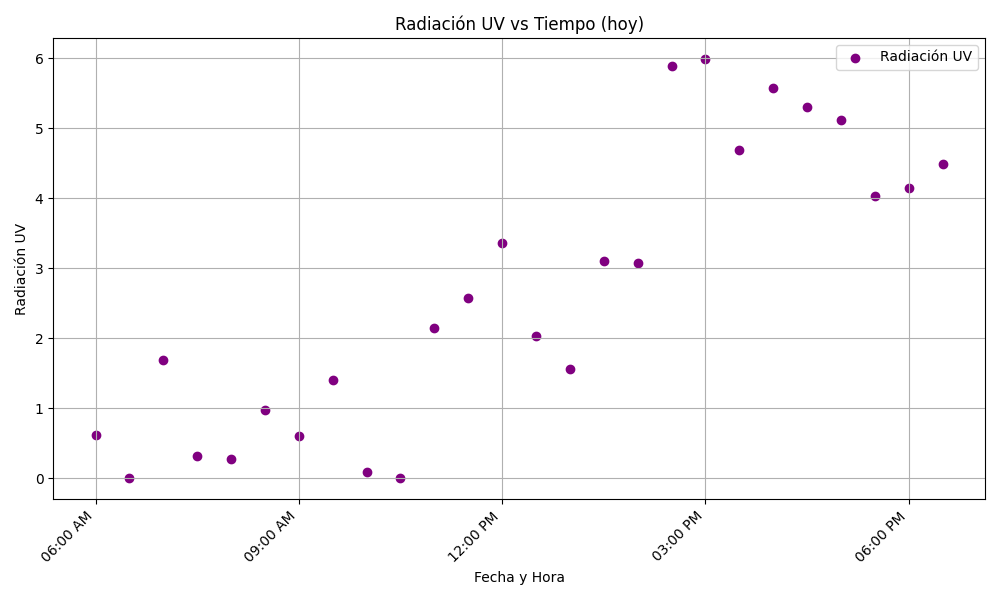 Radiación UV vs Tiempo (hoy)
Radiación UV
6
5
4
3
2
1
0
Radiación UV
06:00 AM
09:00 AM
12:00 PM
03:00 PM
06:00 PM
Fecha y Hora